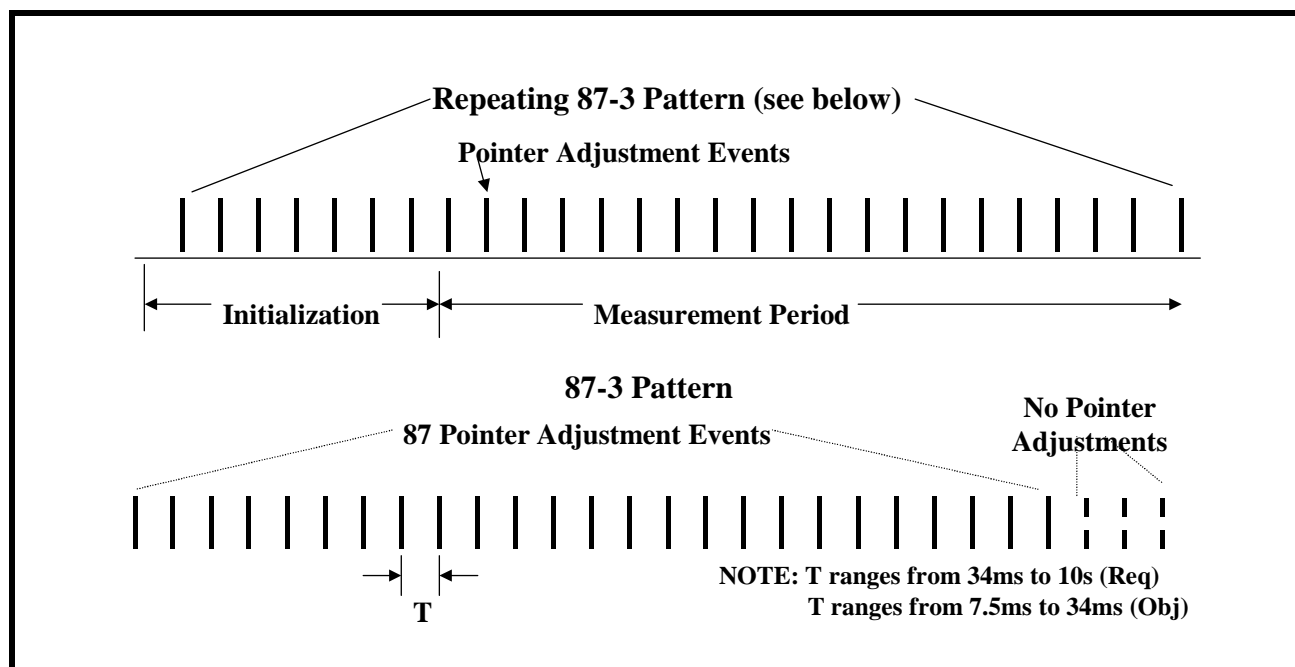 Repeating 87-3 Pattern (see below)
Pointer Adjustment Events
Initialization
Measurement Period
87-3 Pattern
87 Pointer Adjustment Events
No Pointer
Adjustments
T
NOTE: T ranges from 34ms to 10s (Req)
T ranges from 7.5ms to 34ms (Obj)